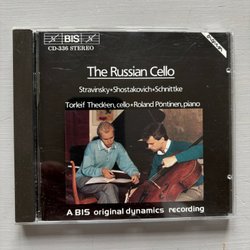 BIS
CD-336 STEREO
The Russian Cello
Stravinsky•Shostakovich•Schnittke
Torleif Thedéen, cello•Roland Pöntinen, piano
A BIS original dynamics recording